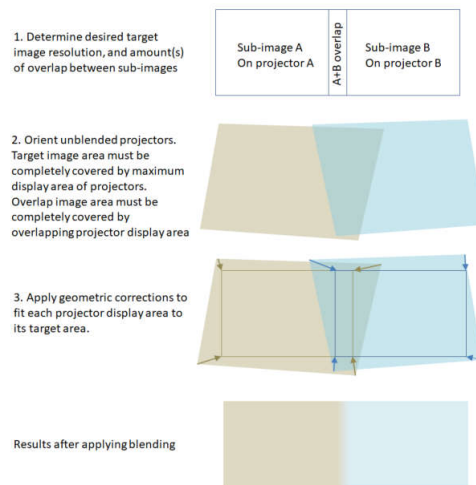 1. Determine desired target
image resolution, and amount(s)
of overlap between sub-images
Sub-image A
On projector A
A+B overlap
Sub-image B
On projector B
2. Orient unblended projectors.
Target image area must be
completely covered by maximum
display area of projectors.
Overlap image area must be
completely covered by
overlapping projector display area
3. Apply geometric corrections to
fit each projector display area to
its target area.
Results after applying blending